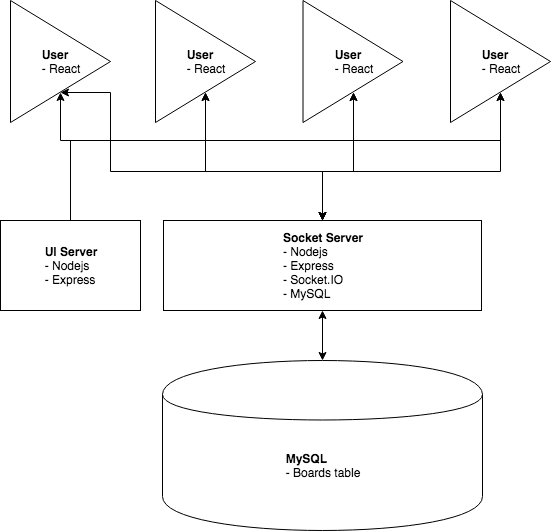 User
- React
User
- React
User
- React
User
- React
UI Server
- Nodejs
- Express
Socket Server
- Nodejs
- Express
- Socket.IO
- MySQL
MySQL
- Boards table